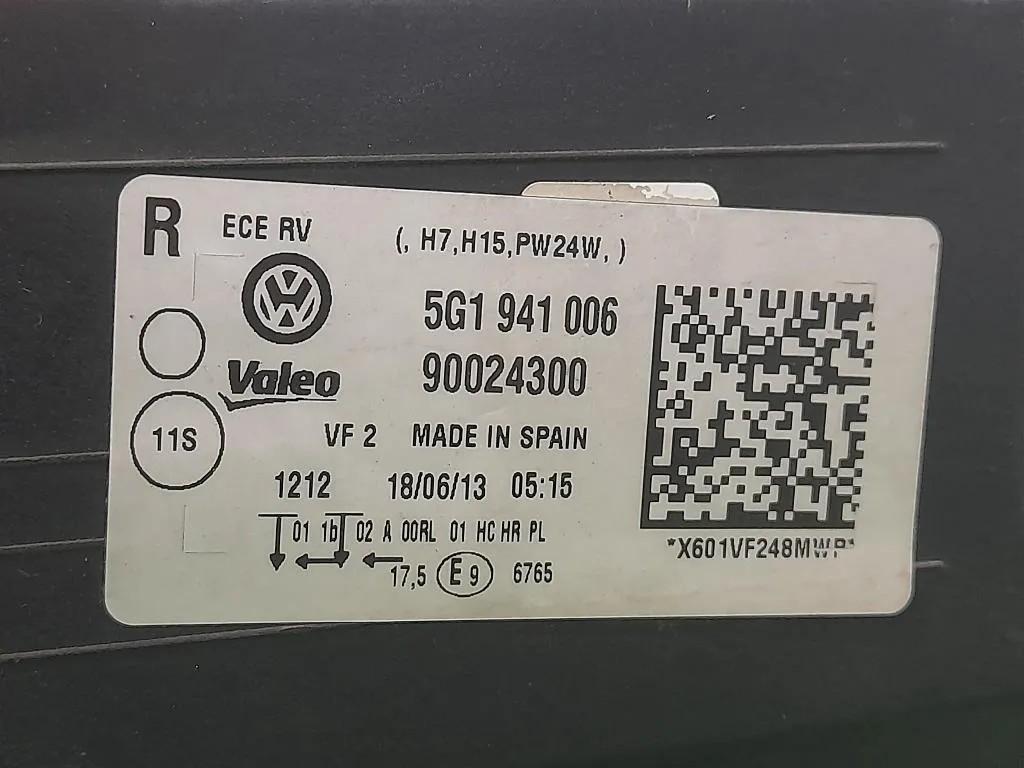 R ECE RV (, H7,H15,PW24W, )
5G1 941 006
Valeo 90024300
11S VF 2 MADE IN SPAIN
1212 18/06/13 05:15
01 1b 02 A 00RL 01 HC HR PL
17,5 E9 6765
*X601VF248MWP*